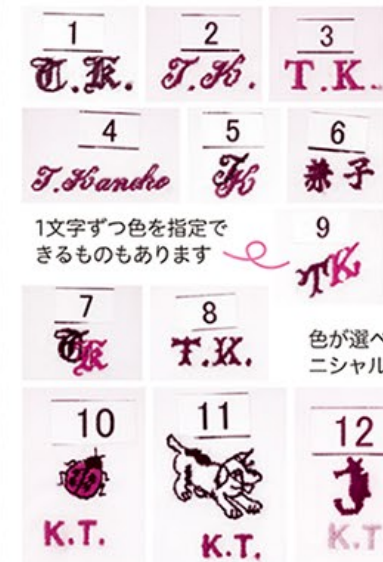 1
2
3
T.K.
T.K.
T.K.
4
5
6
T.Kaneko
TK
兼子
1文字ずつ色を指定で
きるものもあります
9
TK
7
8
TK
T.K.
色が選べ
ニシャル
10
11
12
K.T.
K.T.
K.T